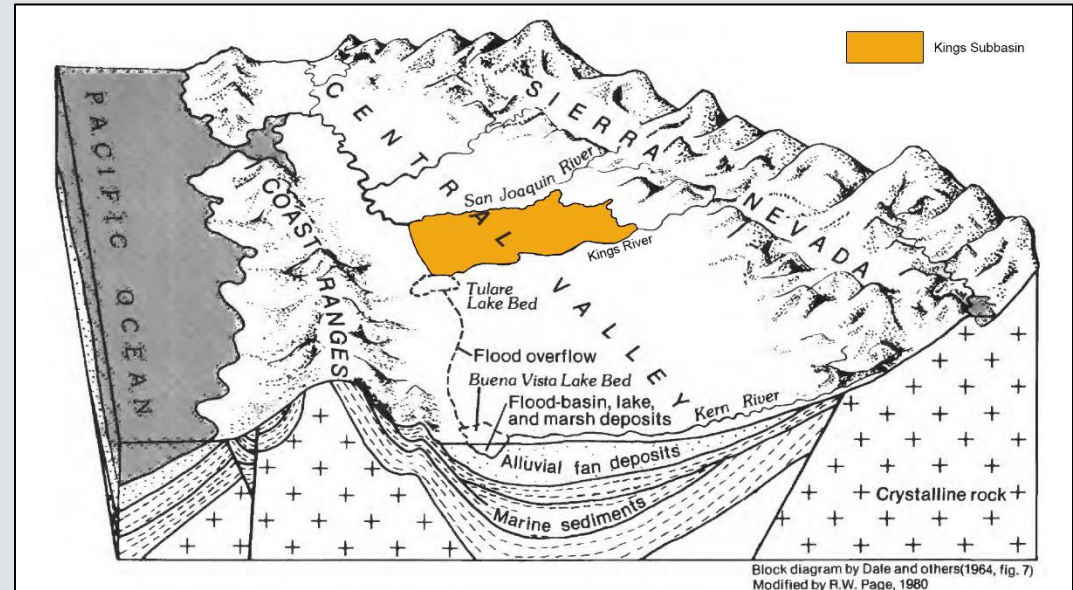 Kings Subbasin
PACIFIC OCEAN
COAST RANGES
CENTRAL VALLEY
SIERRA NEVADA
San Joaquin River
Kings River
Tulare
Lake Bed
Flood overflow
Buena Vista Lake Bed
Flood-basin, lake,
and marsh deposits
Kern River
Alluvial fan deposits
Marine sediments
Crystalline rock
Block diagram by Dale and others(1964, fig. 7)
Modified by R.W. Page, 1980